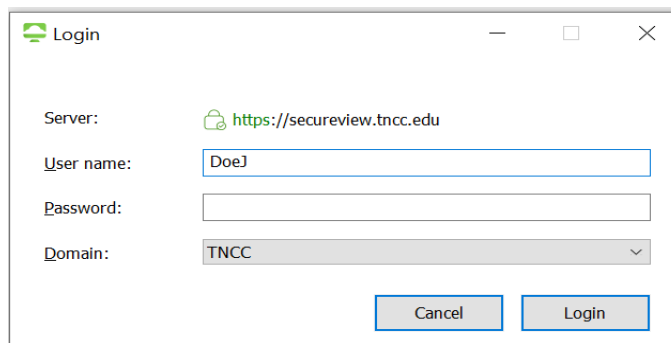 Login
Server: https://secureview.tncc.edu
User name: DoeJ
Password:
Domain: TNCC
Cancel Login